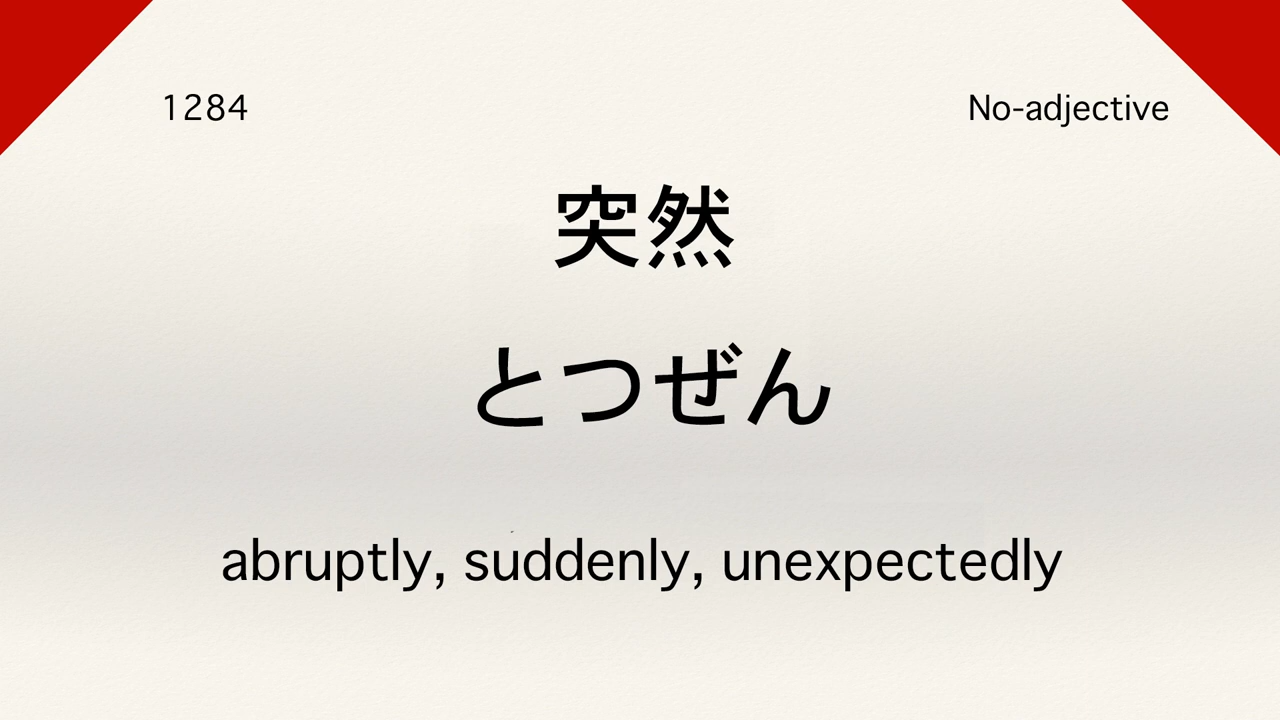 1284
No-adjective
突然
とつぜん
abruptly, suddenly, unexpectedly